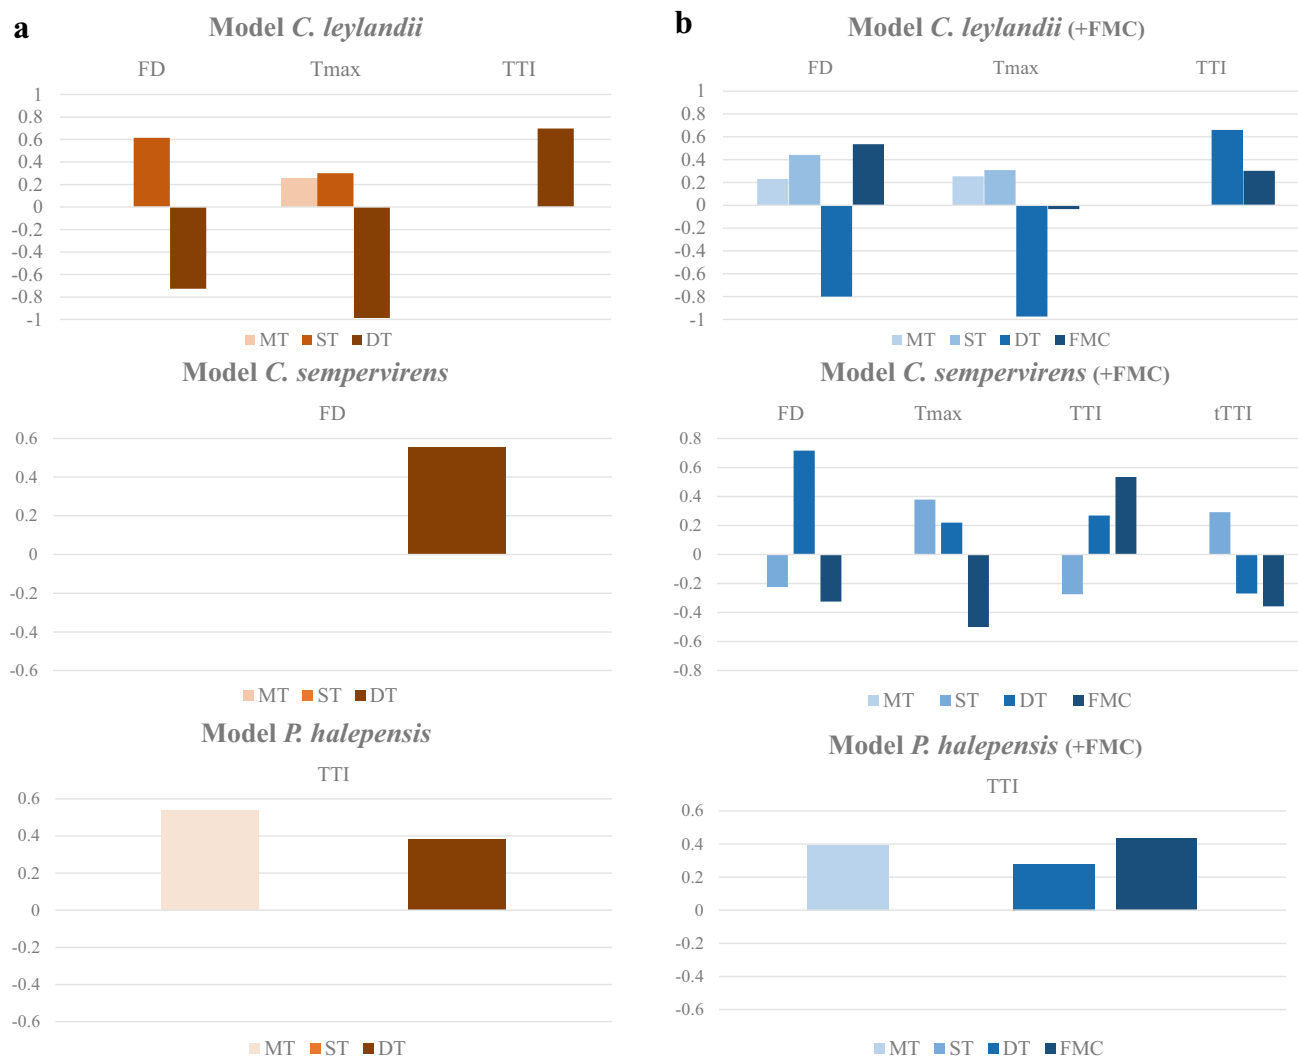 a
Model C. leylandii
FD Tmax TTI
1
0.8
0.6
0.4
0.2
0
-0.2
-0.4
-0.6
-0.8
-1
MT ST DT
Model C. sempervirens
FD
0.6
0.4
0.2
0
-0.2
-0.4
-0.6
MT ST DT
Model P. halepensis
TTI
0.6
0.4
0.2
0
-0.2
-0.4
-0.6
MT ST DT
b
Model C. leylandii (+FMC)
FD Tmax TTI
1
0.8
0.6
0.4
0.2
0
-0.2
-0.4
-0.6
-0.8
-1
MT ST DT FMC
Model C. sempervirens (+FMC)
FD Tmax TTI tTTI
0.8
0.6
0.4
0.2
0
-0.2
-0.4
-0.6
-0.8
MT ST DT FMC
Model P. halepensis (+FMC)
TTI
0.6
0.4
0.2
0
-0.2
-0.4
-0.6
MT ST DT FMC